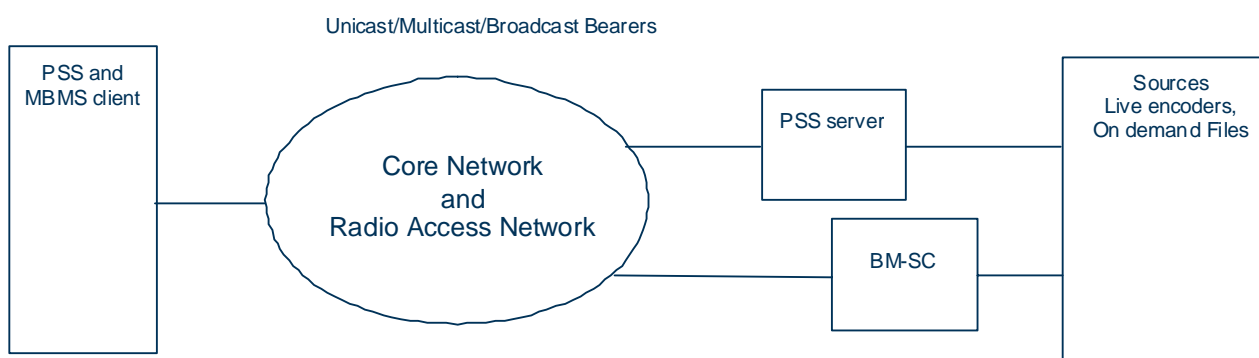 Unicast/Multicast/Broadcast Bearers
PSS and
MBMS client
Core Network
and
Radio Access Network
PSS server
BM-SC
Sources
Live encoders,
On demand Files